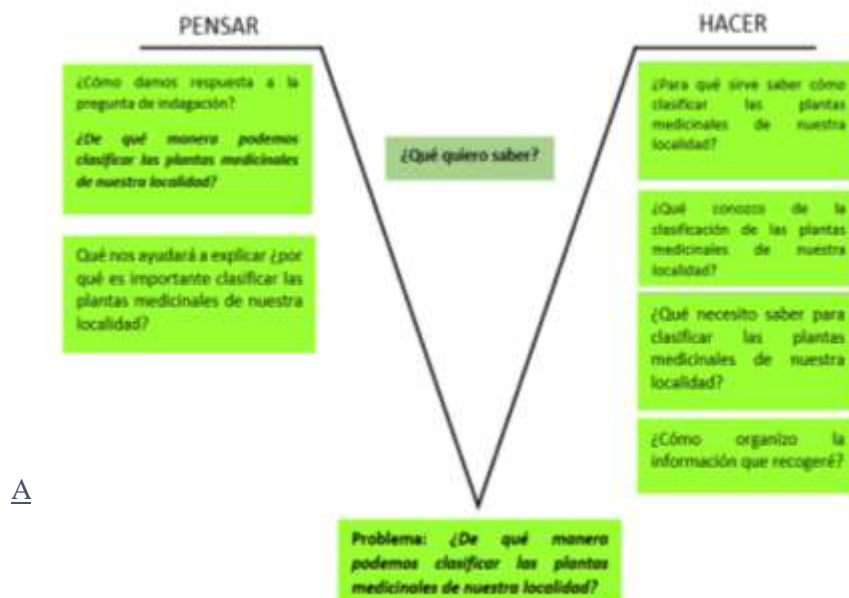 PENSAR
HACER
¿Cómo damos respuesta a la
pregunta de indagación?
¿De qué manera podemos
clasificar las plantas medicinales
de nuestra localidad?
Qué nos ayudará a explicar ¿por
qué es importante clasificar las
plantas medicinales de nuestra
localidad?
¿Qué quiero saber?
¿Para qué sirve saber cómo
clasificar las plantas
medicinales de nuestra
localidad?
¿Qué conozco de la
clasificación de las plantas
medicinales de nuestra
localidad?
¿Qué necesito saber para
clasificar las plantas
medicinales de nuestra
localidad?
¿Cómo organizo la
información que recogeré?
A
Problema: ¿De qué manera
podemos clasificar las plantas
medicinales de nuestra localidad?